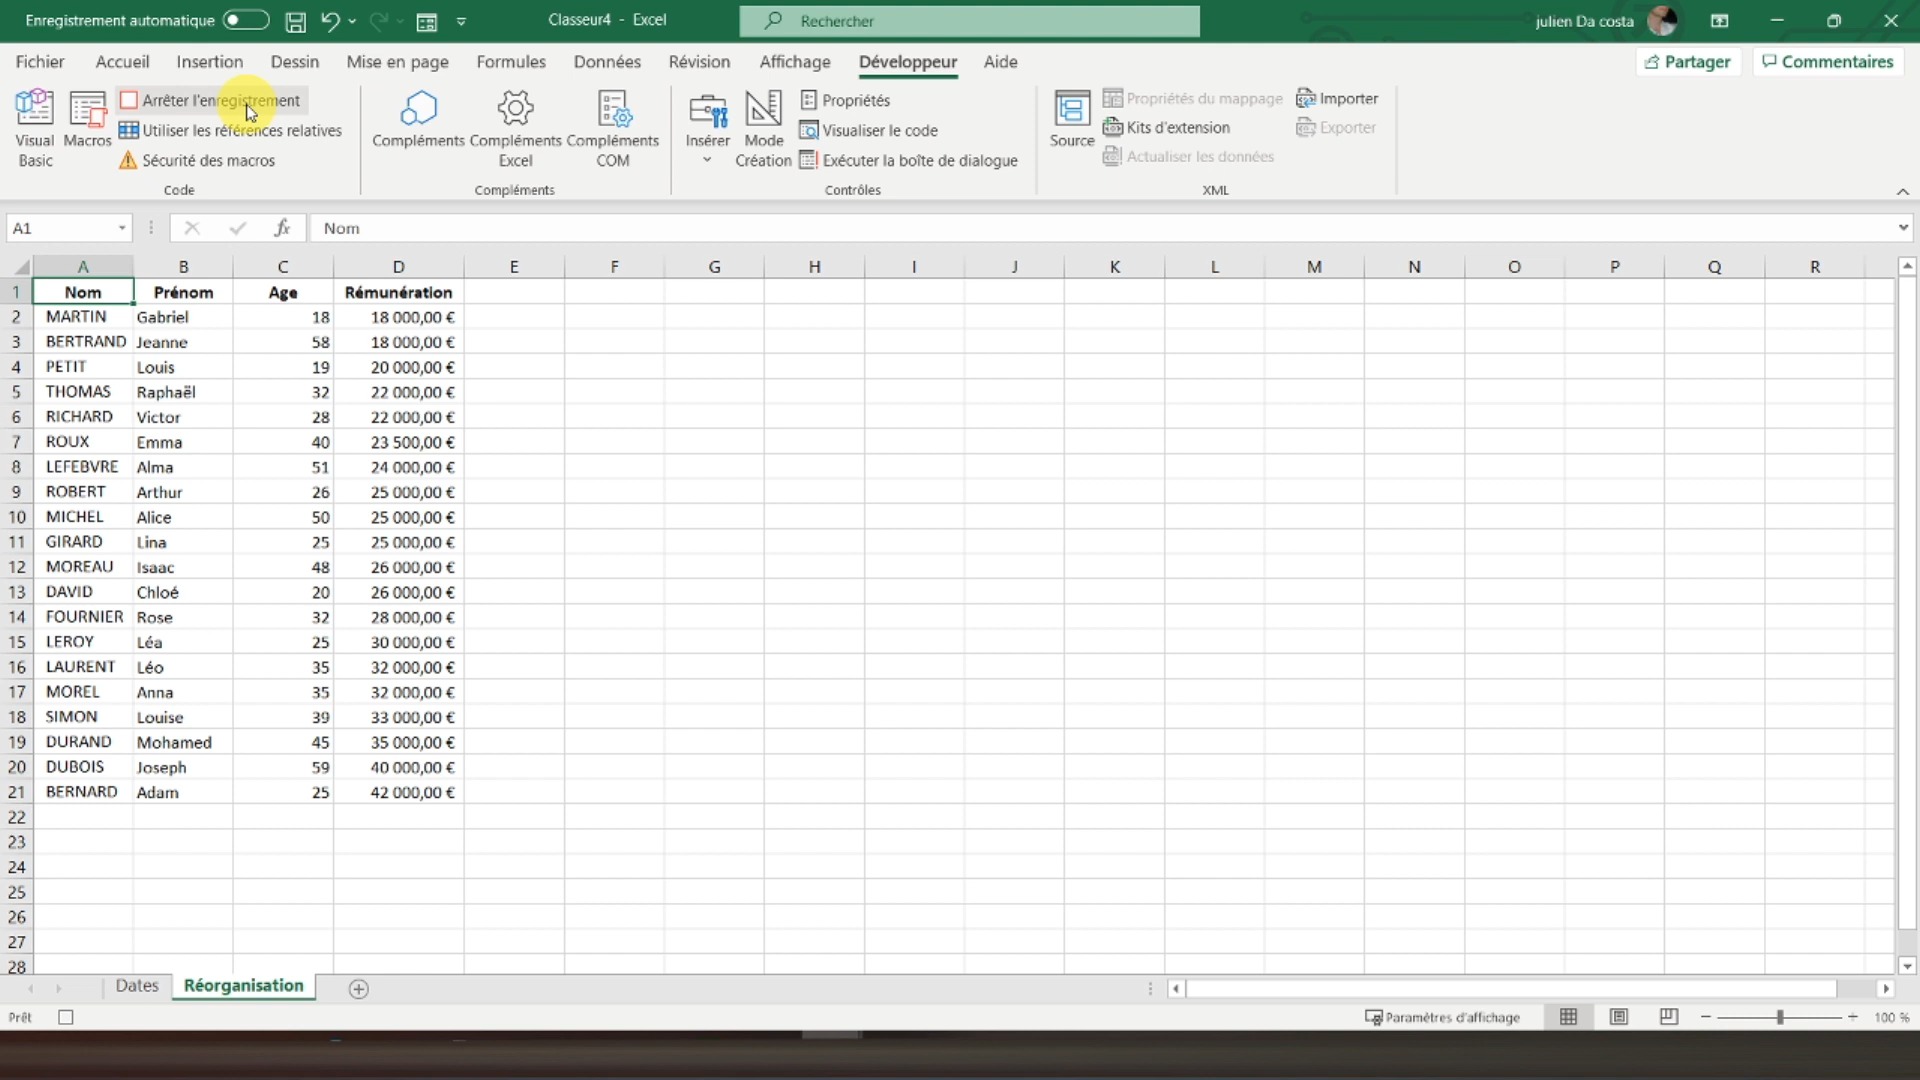 Enregistrement automatique Classeur4 - Excel Rechercher julien Da costa
Fichier Accueil Insertion Dessin Mise en page Formules Données Révision Affichage Développeur Aide Partager Commentaires
Visual Basic
Macros
Arrêter l'enregistrement
Utiliser les références relatives
Sécurité des macros
Code
Compléments
Compléments Excel
Compléments COM
Compléments
Insérer
Mode Création
Propriétés
Visualiser le code
Exécuter la boîte de dialogue
Contrôles
Source
Propriétés du mappage
Kits d'extension
Actualiser les données
Importer
Exporter
XML
A1 fx Nom
A B C D E F G H I J K L M N O P Q R
1 Nom Prénom Age Rémunération
2 MARTIN Gabriel 18 18 000,00 €
3 BERTRAND Jeanne 58 18 000,00 €
4 PETIT Louis 19 20 000,00 €
5 THOMAS Raphaël 32 22 000,00 €
6 RICHARD Victor 28 22 000,00 €
7 ROUX Emma 40 23 500,00 €
8 LEFEBVRE Alma 51 24 000,00 €
9 ROBERT Arthur 26 25 000,00 €
10 MICHEL Alice 50 25 000,00 €
11 GIRARD Lina 25 25 000,00 €
12 MOREAU Isaac 48 26 000,00 €
13 DAVID Chloé 20 26 000,00 €
14 FOURNIER Rose 32 28 000,00 €
15 LEROY Léa 25 30 000,00 €
16 LAURENT Léo 35 32 000,00 €
17 MOREL Anna 35 32 000,00 €
18 SIMON Louise 39 33 000,00 €
19 DURAND Mohamed 45 35 000,00 €
20 DUBOIS Joseph 59 40 000,00 €
21 BERNARD Adam 25 42 000,00 €
22
23
24
25
26
27
28
Dates Réorganisation
Prêt Paramètres d'affichage 100 %